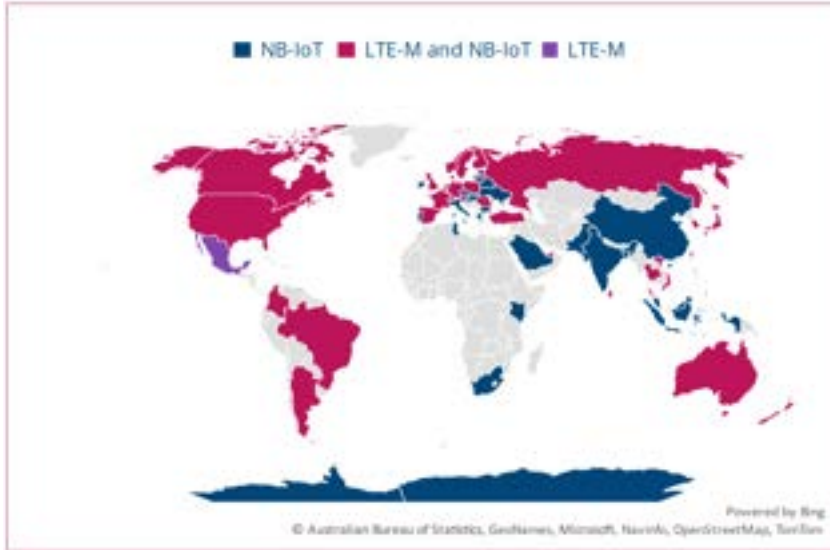 NB-IoT LTE-M and NB-IoT LTE-M
Powered by Bing
© Australian Bureau of Statistics, GeoNames, Microsoft, Navinfo, OpenStreetMap, TomTom